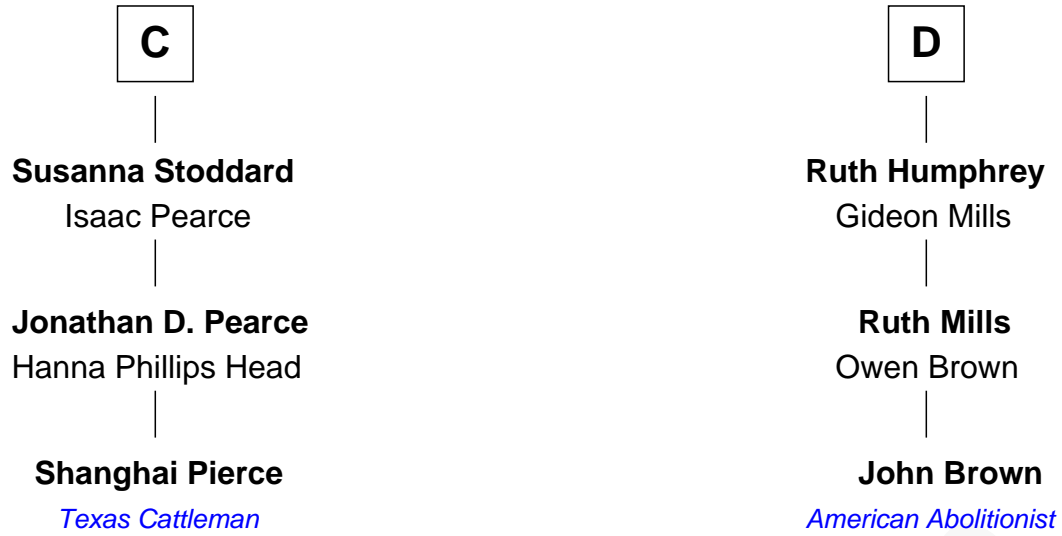 C
Susanna Stoddard
Isaac Pearce
Jonathan D. Pearce
Hanna Phillips Head
Shanghai Pierce
Texas Cattleman
D
Ruth Humphrey
Gideon Mills
Ruth Mills
Owen Brown
John Brown
American Abolitionist